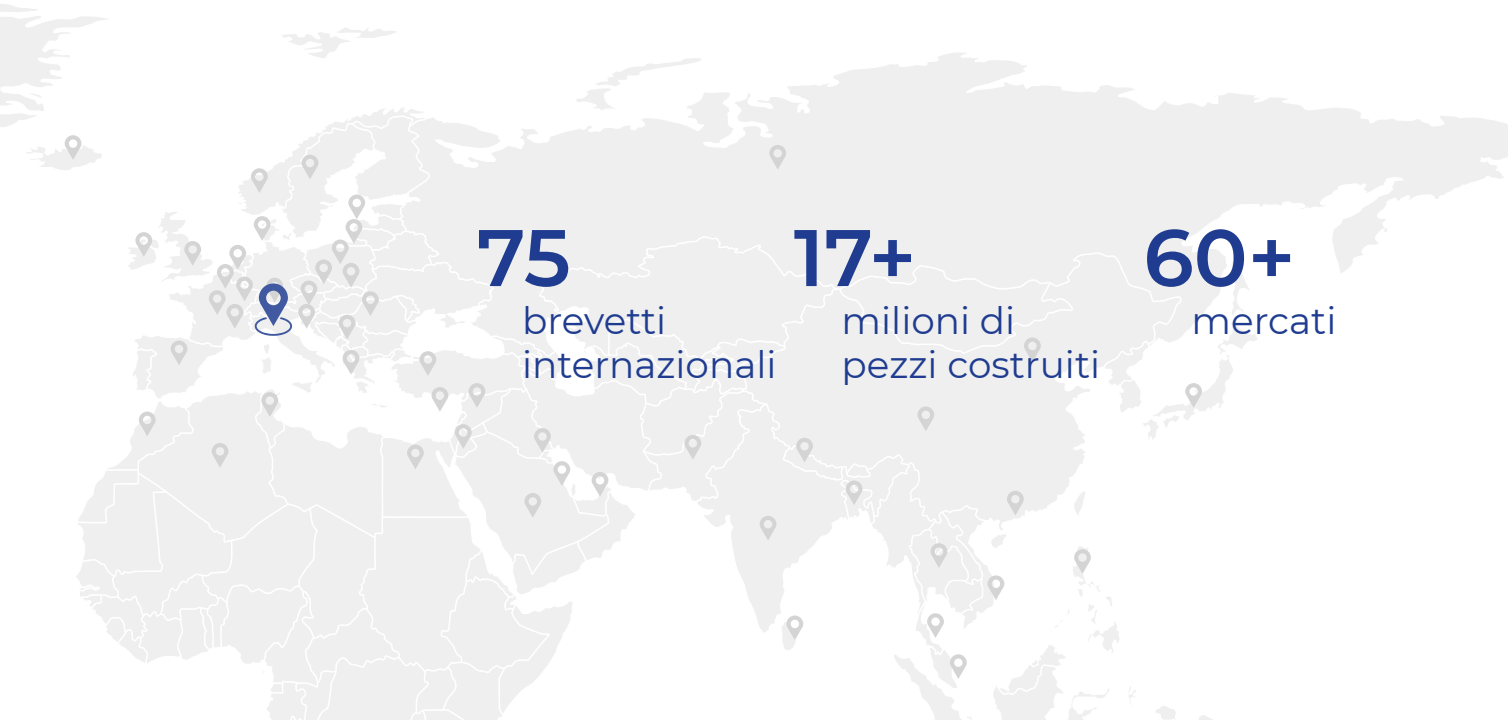 75
brevetti
internazionali
17+
milioni di
pezzi costruiti
60+
mercati